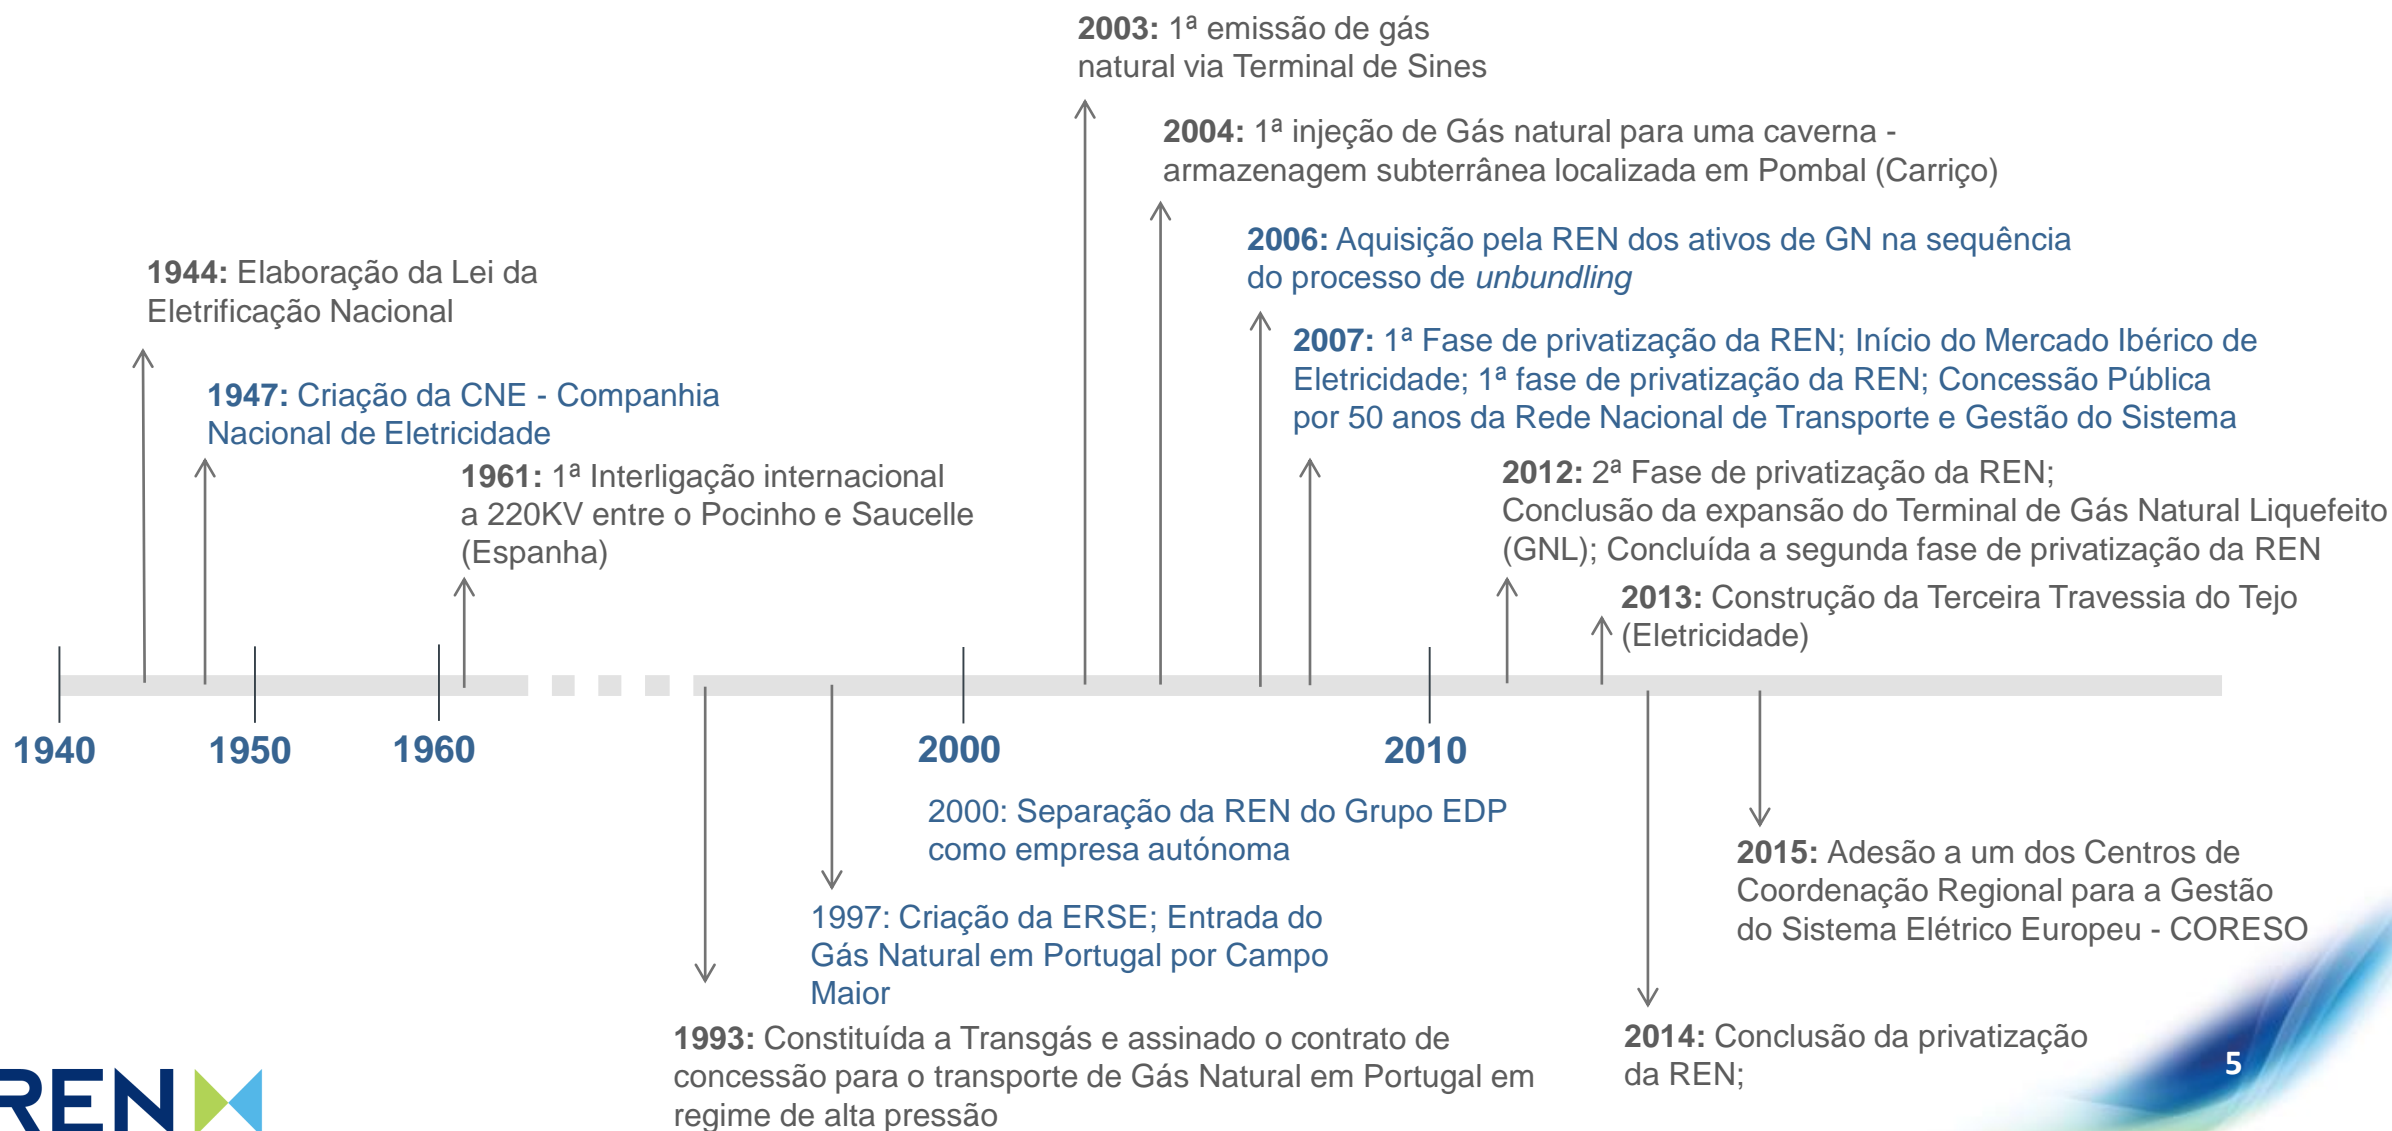 2003: 1ª emissão de gás
natural via Terminal de Sines
2004: 1ª injeção de Gás natural para uma caverna -
armazenagem subterrânea localizada em Pombal (Carriço)
2006: Aquisição pela REN dos ativos de GN na sequência
do processo de unbundling
1944: Elaboração da Lei da
Eletrificação Nacional
2007: 1ª Fase de privatização da REN; Início do Mercado Ibérico de
Eletricidade; 1ª fase de privatização da REN; Concessão Pública
por 50 anos da Rede Nacional de Transporte e Gestão do Sistema
1947: Criação da CNE - Companhia
Nacional de Eletricidade
1961: 1ª Interligação internacional
a 220KV entre o Pocinho e Saucelle
(Espanha)
2012: 2ª Fase de privatização da REN;
Conclusão da expansão do Terminal de Gás Natural Liquefeito
(GNL); Concluída a segunda fase de privatização da REN
2013: Construção da Terceira Travessia do Tejo
(Eletricidade)
1940
1950
1960
2000
2010
2000: Separação da REN do Grupo EDP
como empresa autónoma
2015: Adesão a um dos Centros de
Coordenação Regional para a Gestão
do Sistema Elétrico Europeu - CORESO
1997: Criação da ERSE; Entrada do
Gás Natural em Portugal por Campo
Maior
1993: Constituída a Transgás e assinado o contrato de
concessão para o transporte de Gás Natural em Portugal em
regime de alta pressão
2014: Conclusão da privatização
da REN;
5
REN